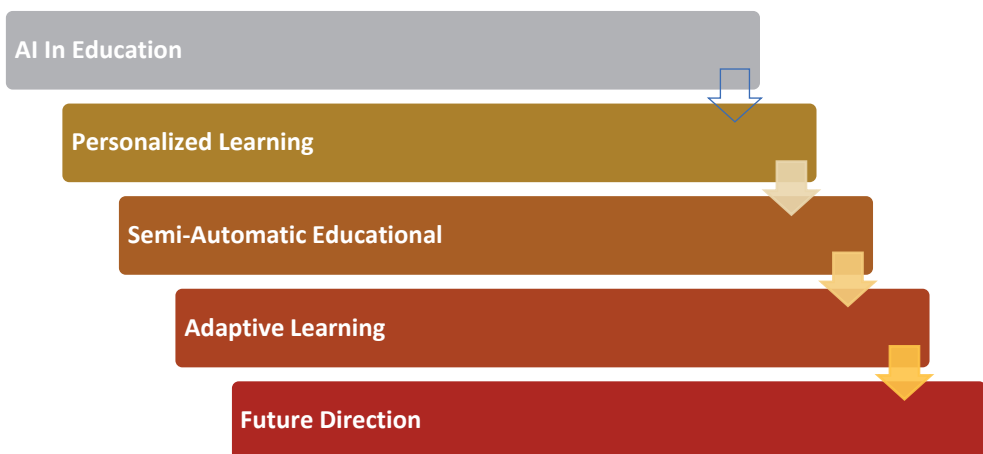 AI In Education
Personalized Learning
Semi-Automatic Educational
Adaptive Learning
Future Direction